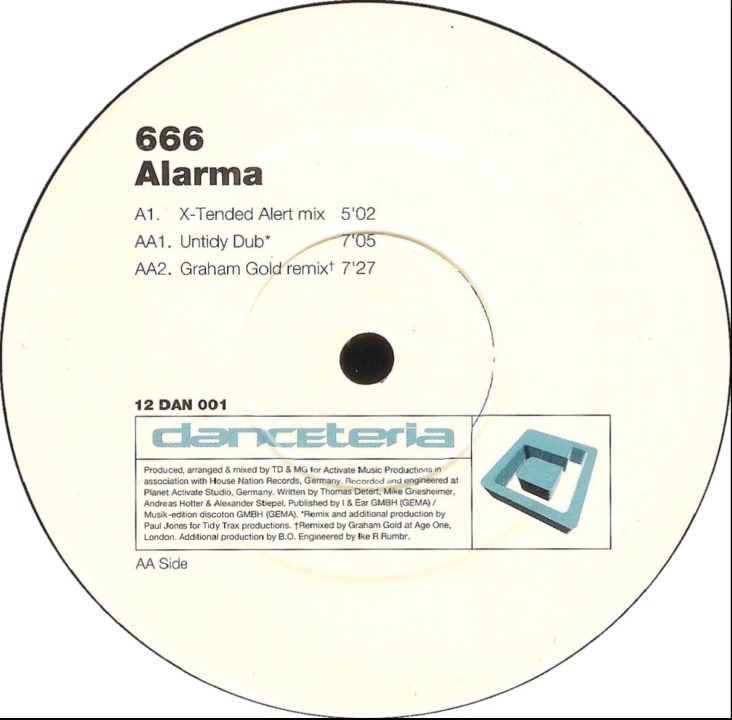 666
Alarma
A1. X-Tended Alert mix 5'02
AA1. Untidy Dub* 7'05
AA2. Graham Gold remix† 7'27
12 DAN 001
danceteria
Produced, arranged & mixed by TD & MG for Activate Music Productions in
association with House Nation Records, Germany. Recorded and engineered at
Planet Activate Studio, Germany. Written by Thomas Detert, Mike Griesheimer,
Andreas Hotter & Alexander Stiepel. Published by I & Ear GMBH (GEMA) /
Musik-edition discoton GMBH (GEMA). *Remix and additional production by
Paul Jones for Tidy Trax productions. †Remixed by Graham Gold at Age One,
London. Additional production by B.O. Engineered by Ike R Rumbr.
AA Side